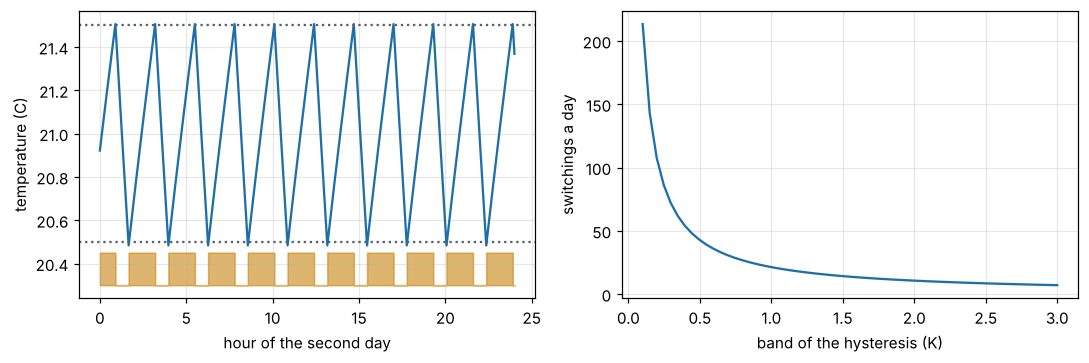 21.4
21.2
21.0
20.8
20.6
20.4
temperature (C)
0 5 10 15 20 25
hour of the second day
200
150
100
50
0
switchings a day
0.0 0.5 1.0 1.5 2.0 2.5 3.0
band of the hysteresis (K)